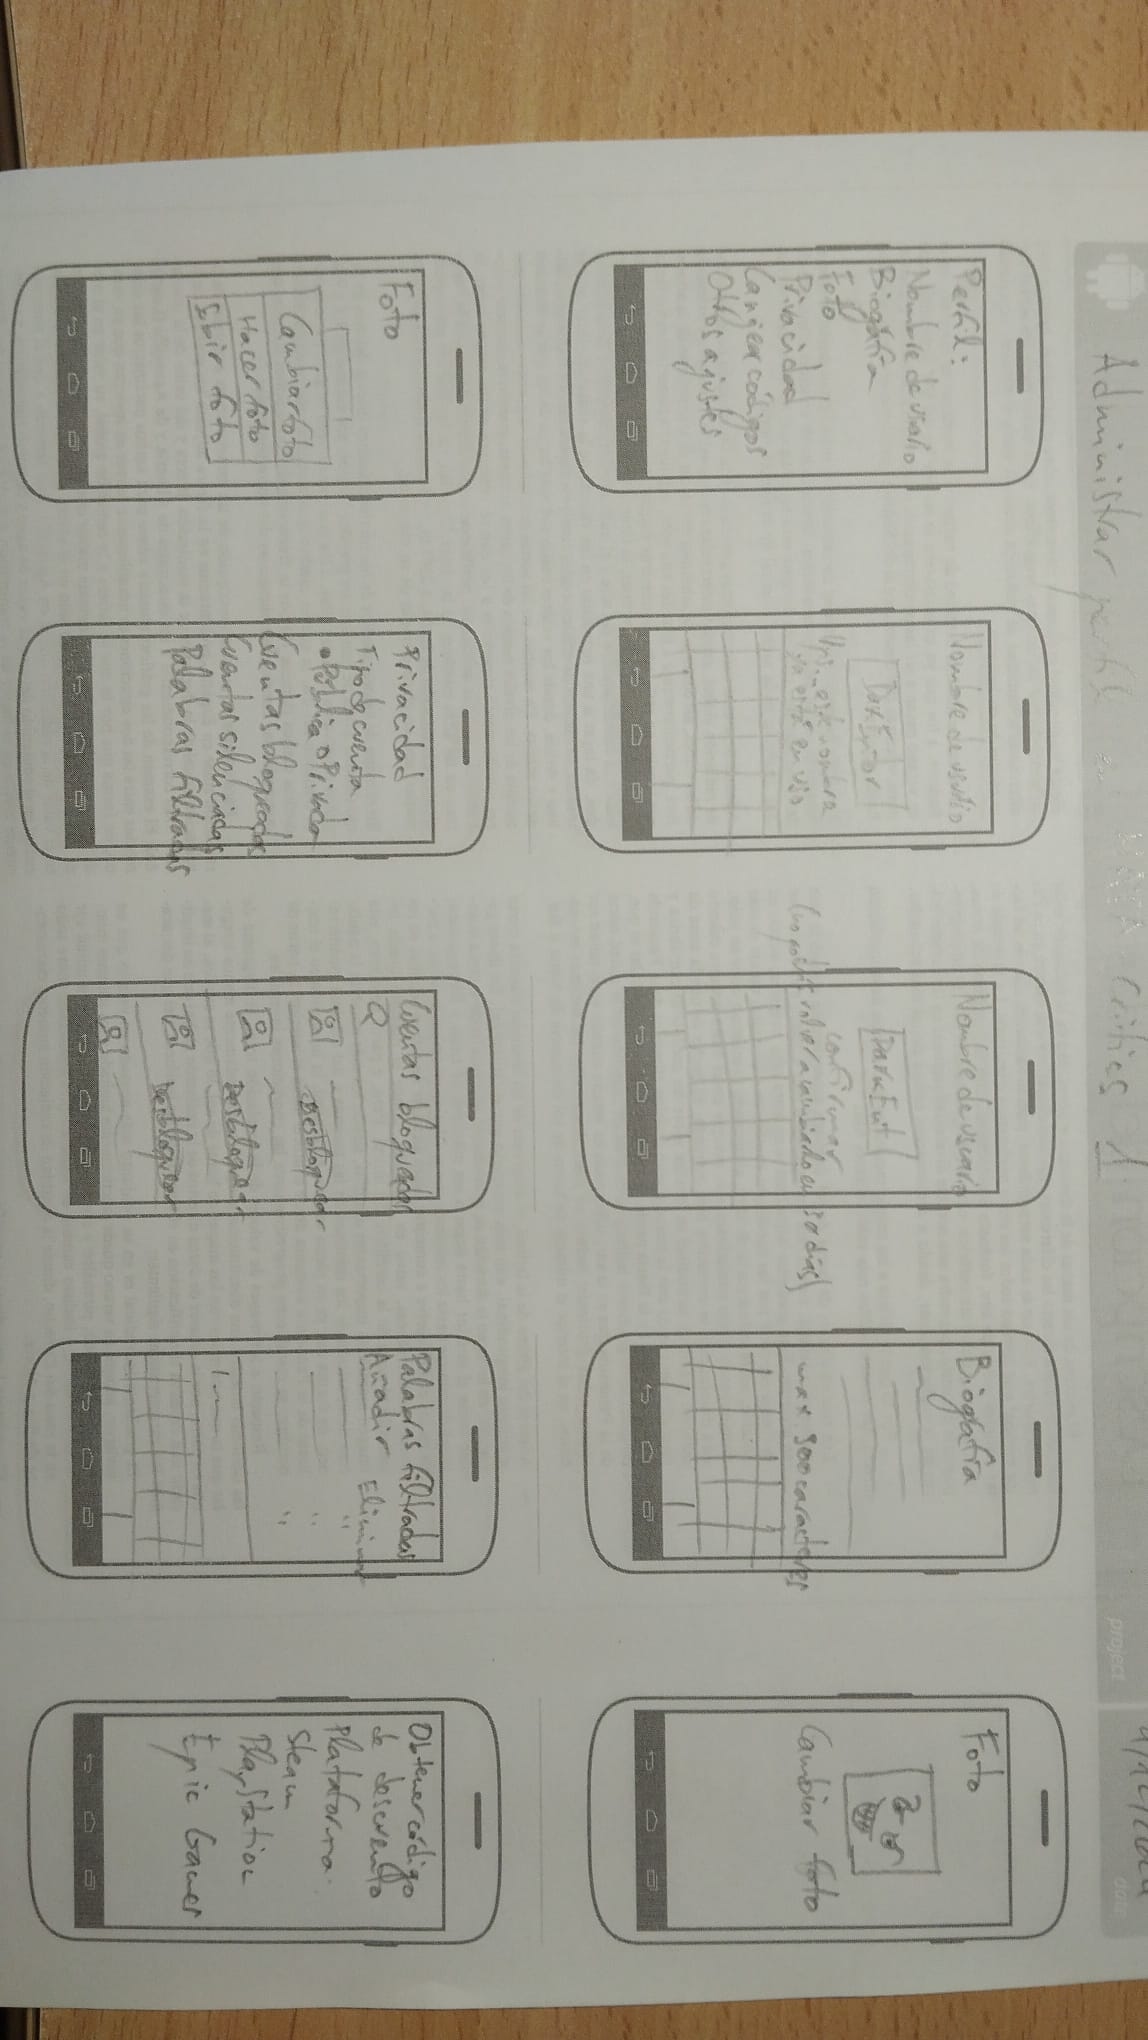 Administrar perfil Critics 1
project
date
Perfil:
Nombre de usuario
Biografía
Foto
Privacidad
Canjear códigos
Otros ajustes
Nombre de usuario
Ups... este nombre
ya está en uso
Nombre de usuario
DarkEnt
confirmar
(no podrás volver a cambiarlo en 30 días)
Biografía
max 300 caracteres
Foto
Cambiar foto
Foto
Cambiar foto
Hacer foto
Subir foto
Privacidad
Tipo de cuenta
Pública Privada
Cuentas bloqueadas
Cuentas silenciadas
Palabras filtradas
Cuentas bloqueadas
Desbloquear
Desbloquear
Desbloquear
Palabras filtradas
Añadir Eliminar
"
"
"
Obtener código
de descuento
Plataforma
Steam
PlayStation
Epic Games